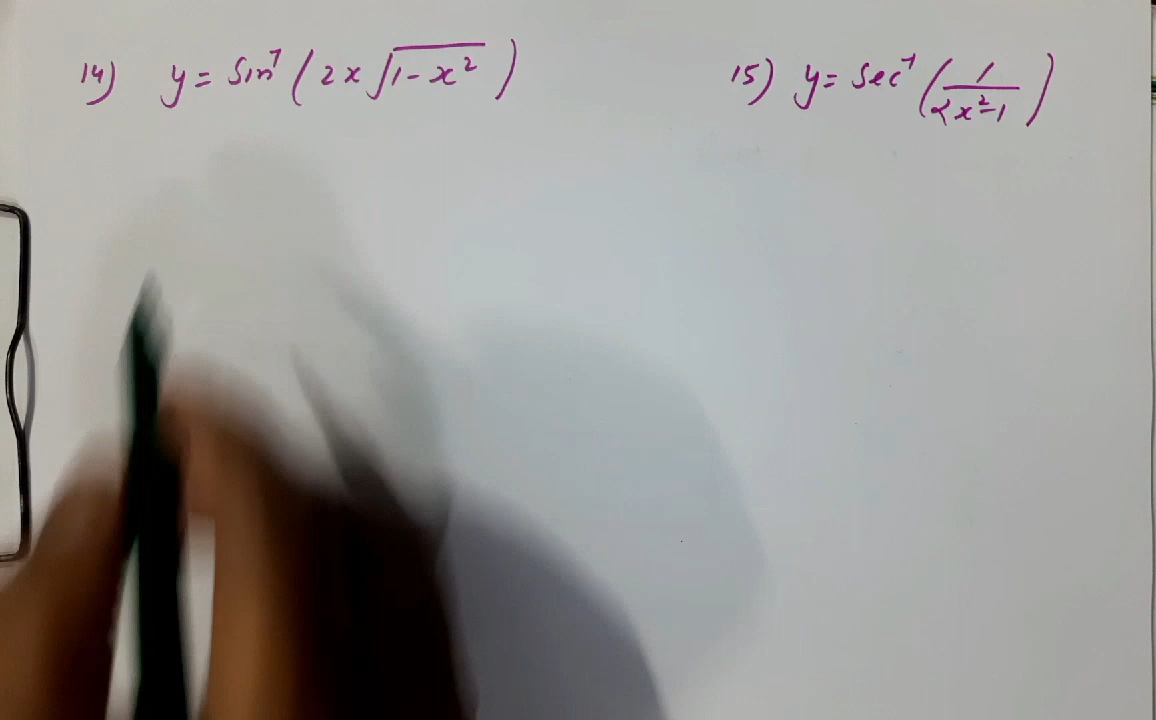 14) y = sin⁻¹ ( 2x √(1-x²) )
15) y = sec⁻¹ ( 1 / (2x²-1) )